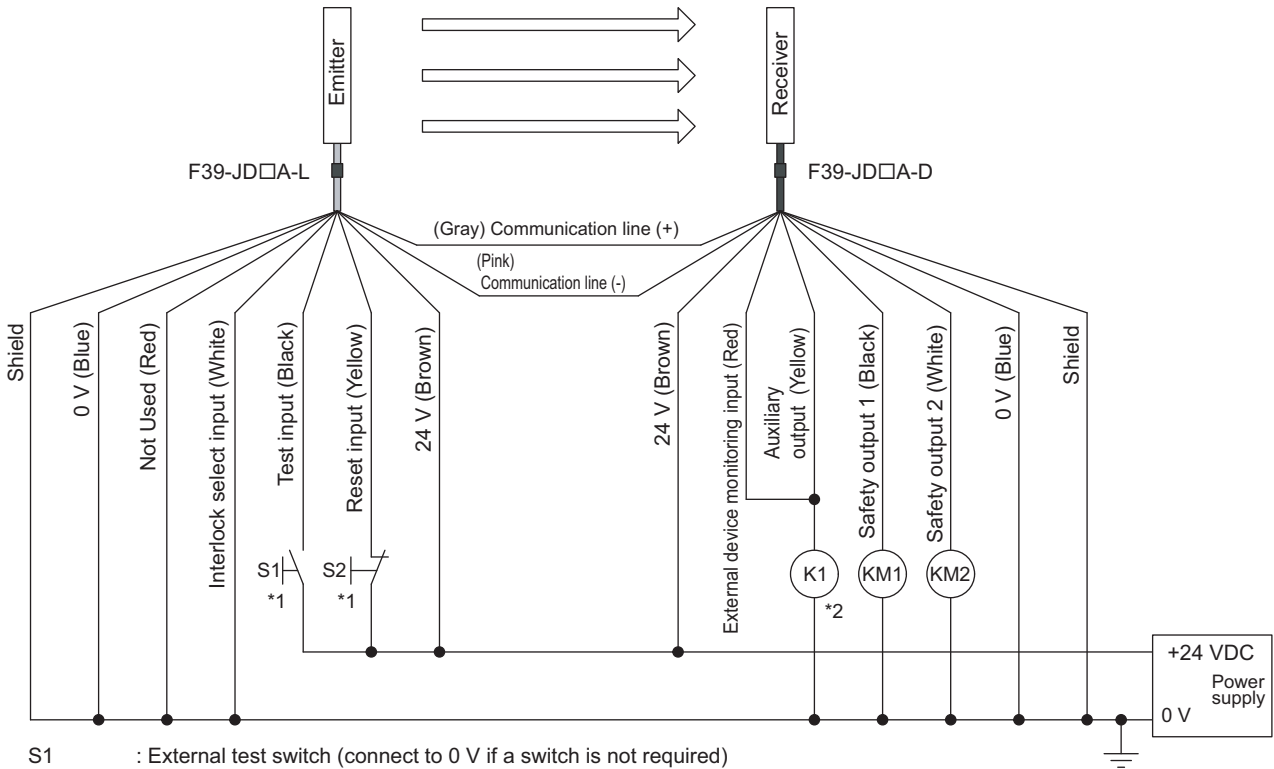 Emitter
Receiver
F39-JD□A-L
F39-JD□A-D
(Gray) Communication line (+)
(Pink)
Communication line (-)
Shield
0 V (Blue)
Not Used (Red)
Interlock select input (White)
Test input (Black)
Reset input (Yellow)
24 V (Brown)
24 V (Brown)
External device monitoring input (Red)
Auxiliary
output (Yellow)
Safety output 1 (Black)
Safety output 2 (White)
0 V (Blue)
Shield
S1
*1
S2
*1
K1
*2
KM1
KM2
+24 VDC
Power
supply
0 V
S1 : External test switch (connect to 0 V if a switch is not required)